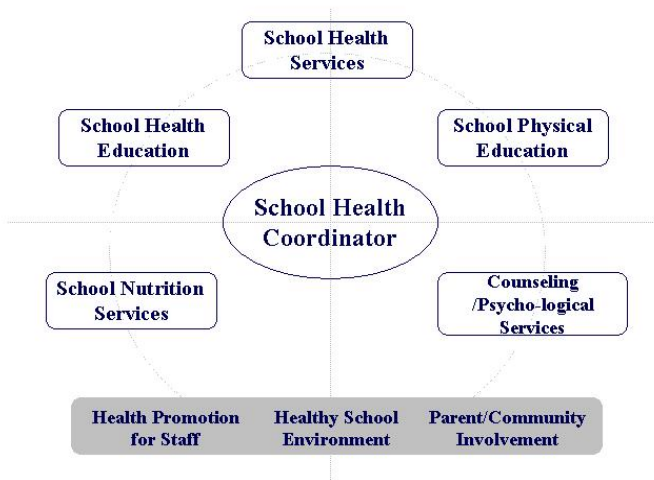 School Health
Services
School Health
Education
School Physical
Education
School Health
Coordinator
School Nutrition
Services
Counseling
/Psycho-logical
Services
Health Promotion
for Staff
Healthy School
Environment
Parent/Community
Involvement